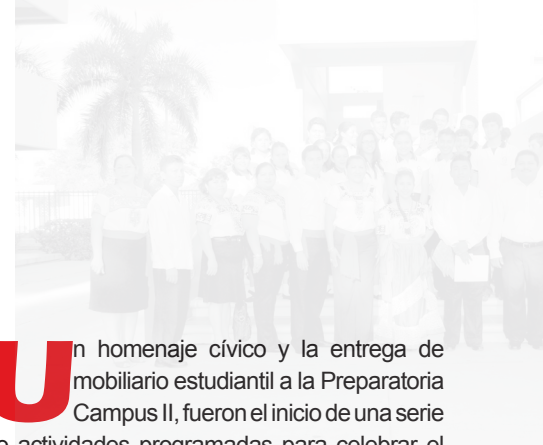 Un homenaje cívico y la entrega de
mobiliario estudiantil a la Preparatoria
Campus II, fueron el inicio de una serie
actividades programadas para celebrar el